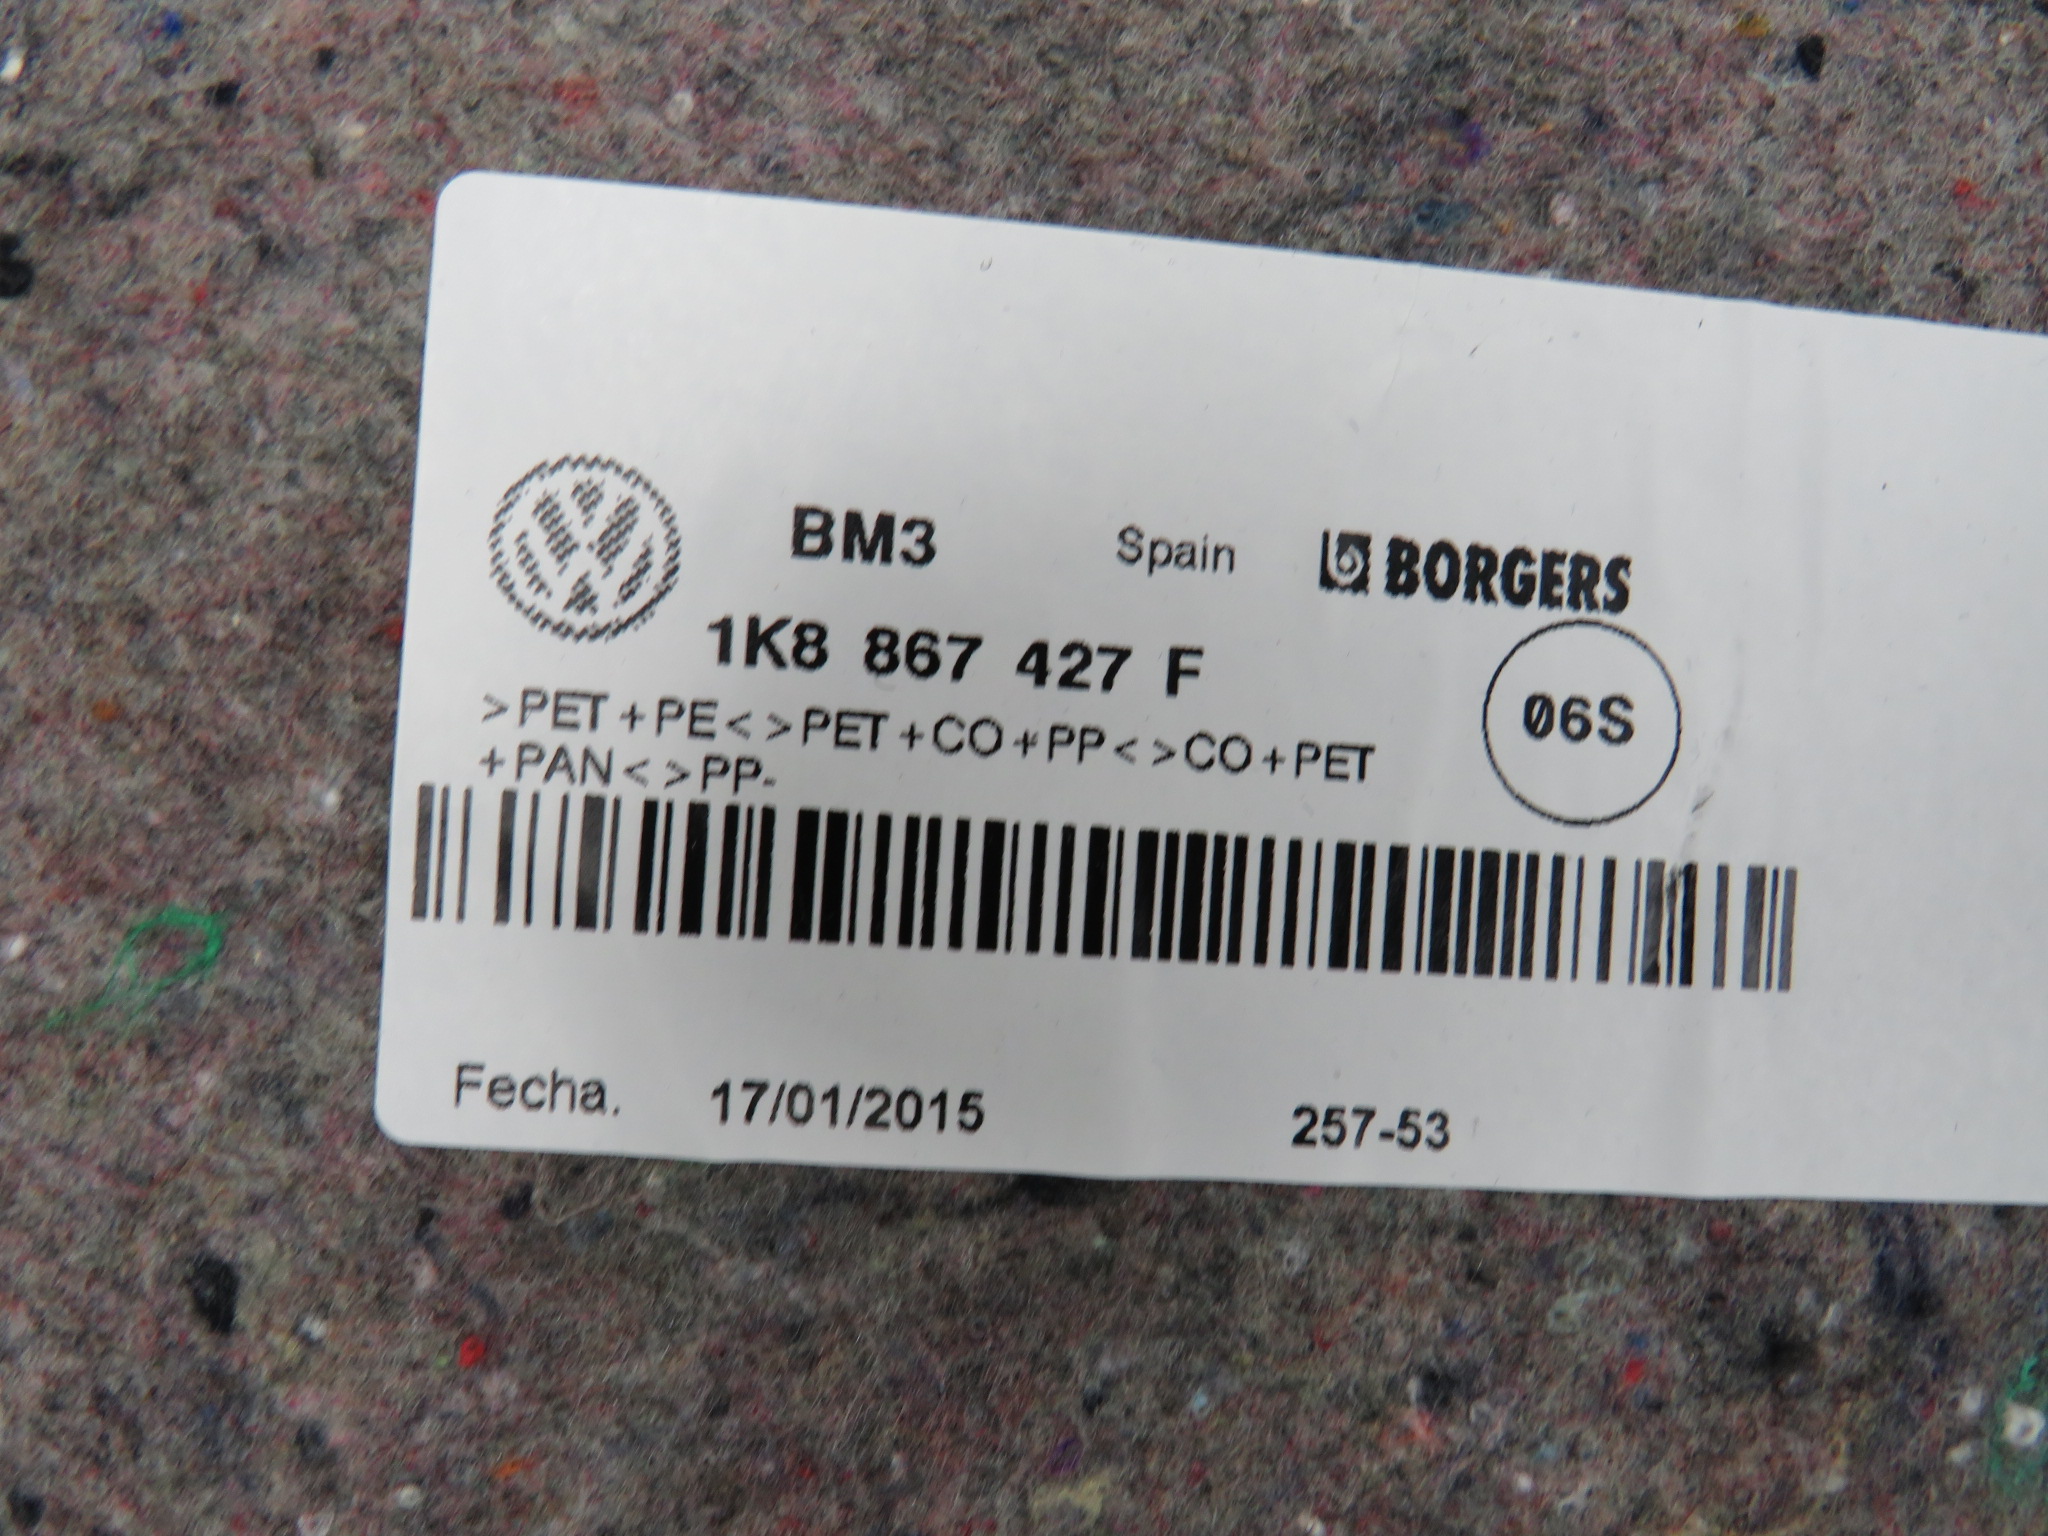 BM3 Spain BORGERS
1K8 867 427 F
06S
>PET+PE<>PET+CO+PP<>CO+PET
+PAN<>PP-
Fecha. 17/01/2015 257-53